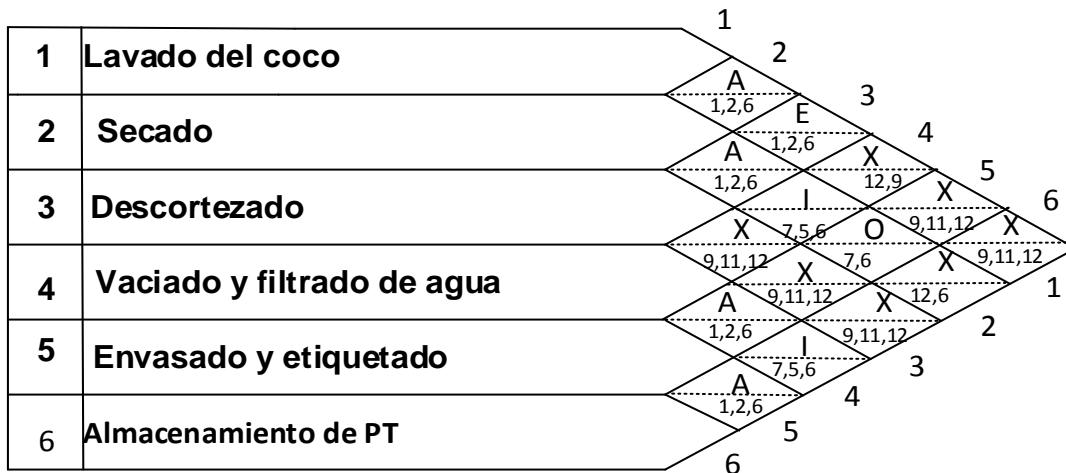 1
1 Lavado del coco
2
A
1,2,6
3
2 Secado
E
1,2,6
4
A
1,2,6
X
12,9
5
3 Descortezado
I
7,5,6
X
9,11,12
6
X
9,11,12
O
7,6
X
9,11,12
4 Vaciado y filtrado de agua
X
9,11,12
X
12,6
1
A
1,2,6
X
9,11,12
2
5 Envasado y etiquetado
I
7,5,6
3
A
1,2,6
4
6 Almacenamiento de PT
5
6